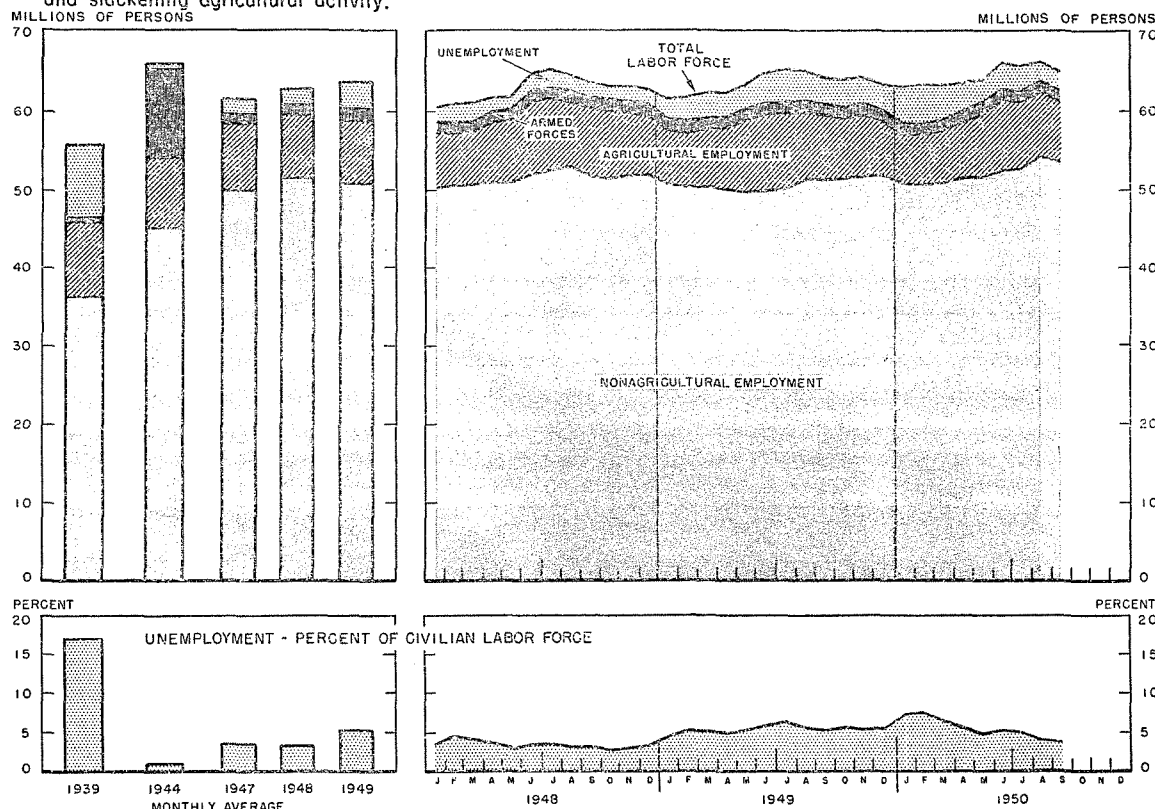 and slackening agricultural activity.
MILLIONS OF PERSONS MILLIONS OF PERSONS
70 70
60 60
50 50
40 40
30 30
20 20
10 10
0 0
UNEMPLOYMENT
TOTAL
LABOR FORCE
ARMED
FORCES
AGRICULTURAL EMPLOYMENT
NONAGRICULTURAL EMPLOYMENT
PERCENT PERCENT
20 20
15 15
10 10
5 5
0 0
UNEMPLOYMENT - PERCENT OF CIVILIAN LABOR FORCE
J F M A M J J A S O N D J F M A M J J A S O N D J F M A M J J A S O N D
1939 1944 1947 1948 1949 1948 1949 1950
MONTHLY AVERAGE